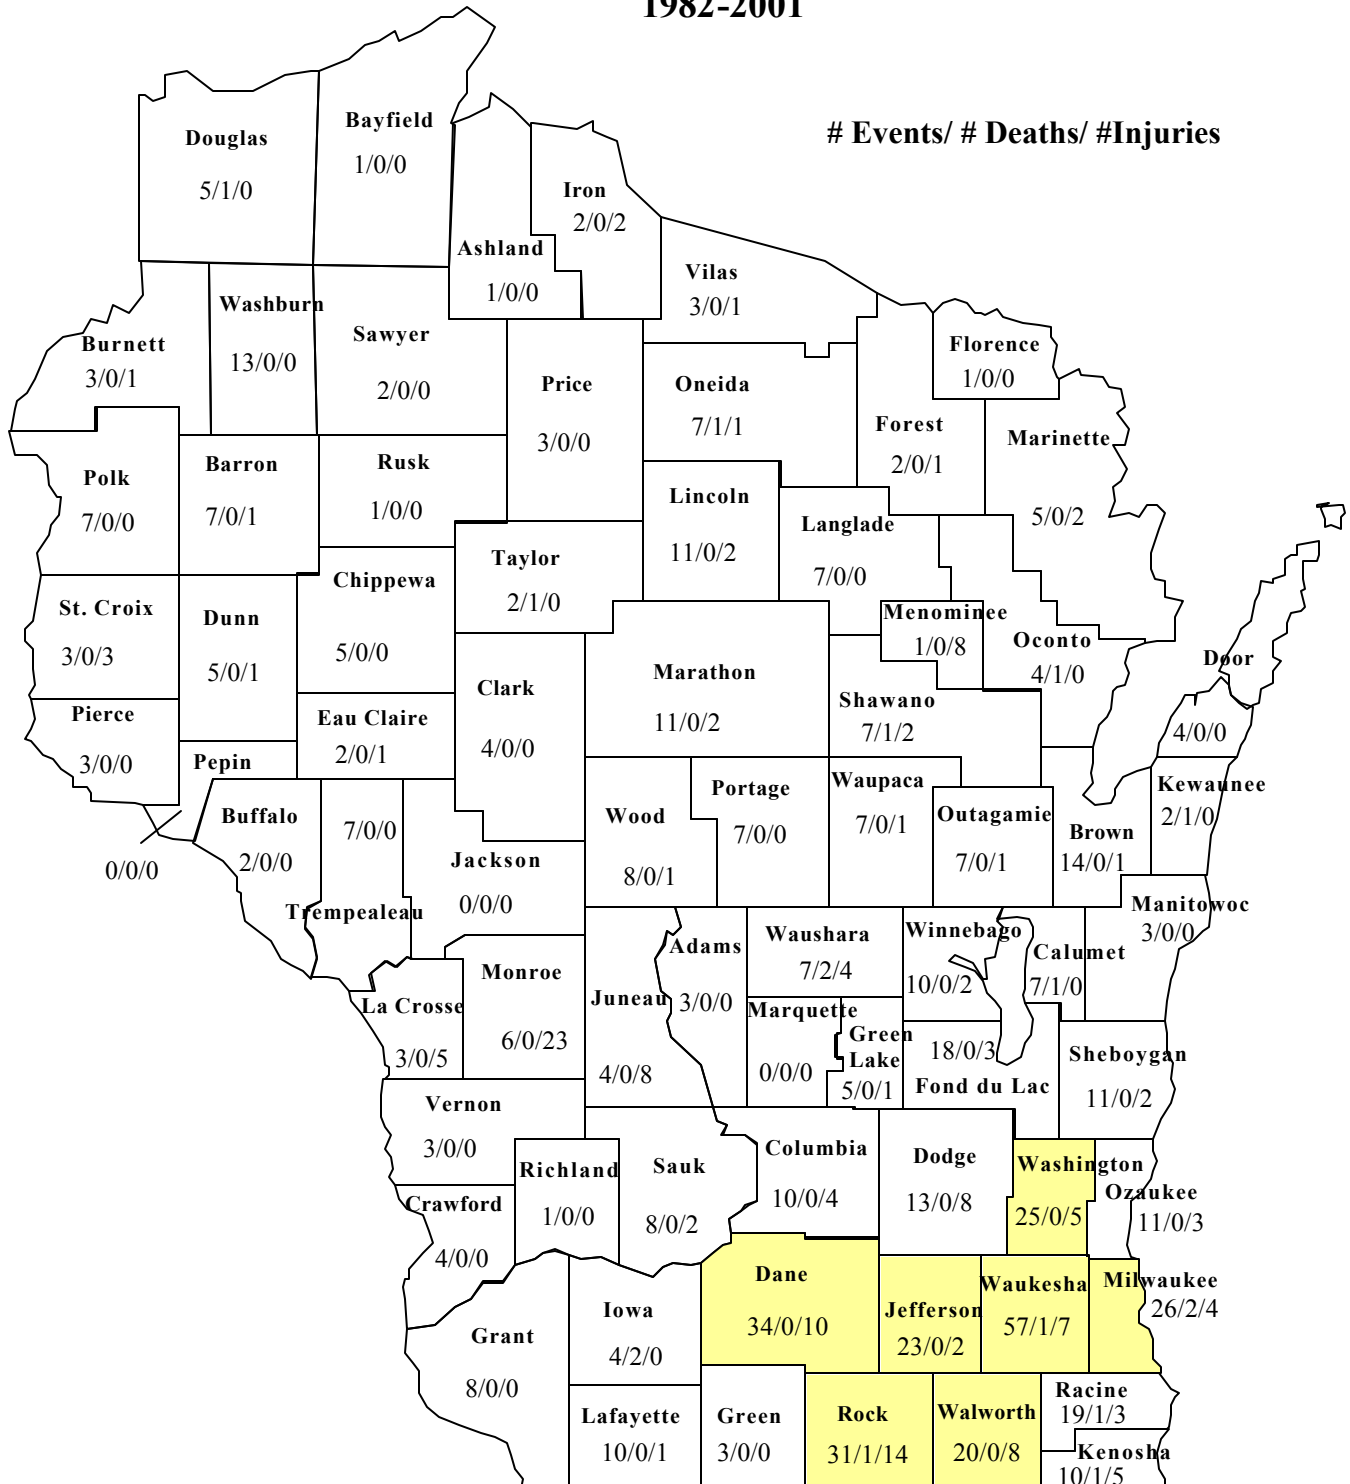 1982-2001
# Events/ # Deaths/ #Injuries
Douglas
5/1/0
Bayfield
1/0/0
Iron
2/0/2
Ashland
1/0/0
Vilas
3/0/1
Washburn
13/0/0
Sawyer
2/0/0
Burnett
3/0/1
Florence
1/0/0
Price
3/0/0
Oneida
7/1/1
Forest
2/0/1
Marinette
5/0/2
Polk
7/0/0
Barron
7/0/1
Rusk
1/0/0
Lincoln
11/0/2
Langlade
7/0/0
Taylor
2/1/0
Chippewa
5/0/0
St. Croix
3/0/3
Dunn
5/0/1
Menominee
1/0/8
Oconto
4/1/0
Door
4/0/0
Marathon
11/0/2
Clark
4/0/0
Shawano
7/1/2
Pierce
3/0/0
Eau Claire
2/0/1
Pepin
0/0/0
Buffalo
2/0/0
7/0/0
Trempealeau
Jackson
0/0/0
Wood
8/0/1
Portage
7/0/0
Waupaca
7/0/1
Outagamie
7/0/1
Brown
14/0/1
Kewaunee
2/1/0
Manitowoc
3/0/0
Monroe
6/0/23
Juneau
4/0/8
Adams
3/0/0
Waushara
7/2/4
Winnebago
10/0/2
Calumet
7/1/0
La Crosse
3/0/5
Marquette
0/0/0
Green
Lake
5/0/1
18/0/3
Fond du Lac
Sheboygan
11/0/2
Vernon
3/0/0
Richland
1/0/0
Sauk
8/0/2
Columbia
10/0/4
Dodge
13/0/8
Washington
25/0/5
Ozaukee
11/0/3
Crawford
4/0/0
Dane
34/0/10
Jefferson
23/0/2
Waukesha
57/1/7
Milwaukee
26/2/4
Grant
8/0/0
Iowa
4/2/0
Lafayette
10/0/1
Green
3/0/0
Rock
31/1/14
Walworth
20/0/8
Racine
19/1/3
Kenosha
10/1/5